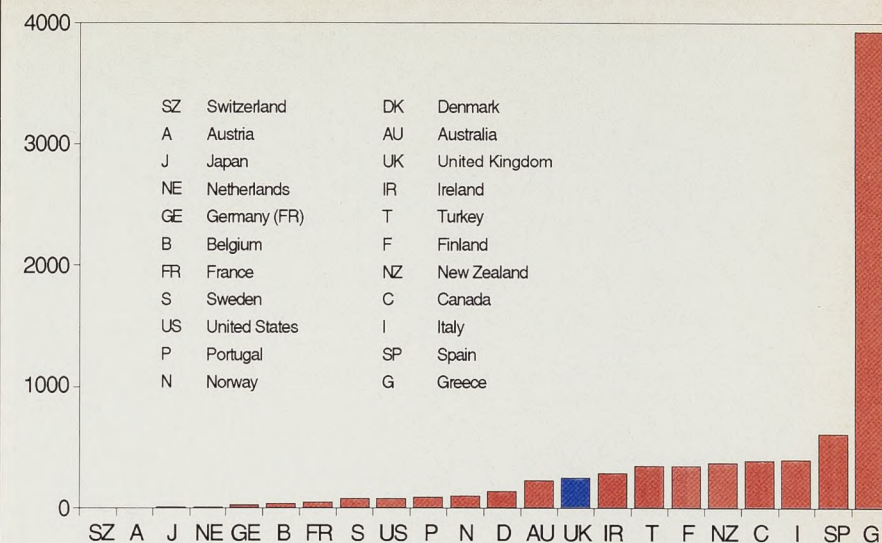 4000
3000
2000
1000
0
SZ Switzerland
A Austria
J Japan
NE Netherlands
GE Germany (FR)
B Belgium
FR France
S Sweden
US United States
P Portugal
N Norway
DK Denmark
AU Australia
UK United Kingdom
IR Ireland
T Turkey
F Finland
NZ New Zealand
C Canada
I Italy
SP Spain
G Greece
SZ A J NE GE B FR S US P N D AU UK IR T F NZ C I SP G